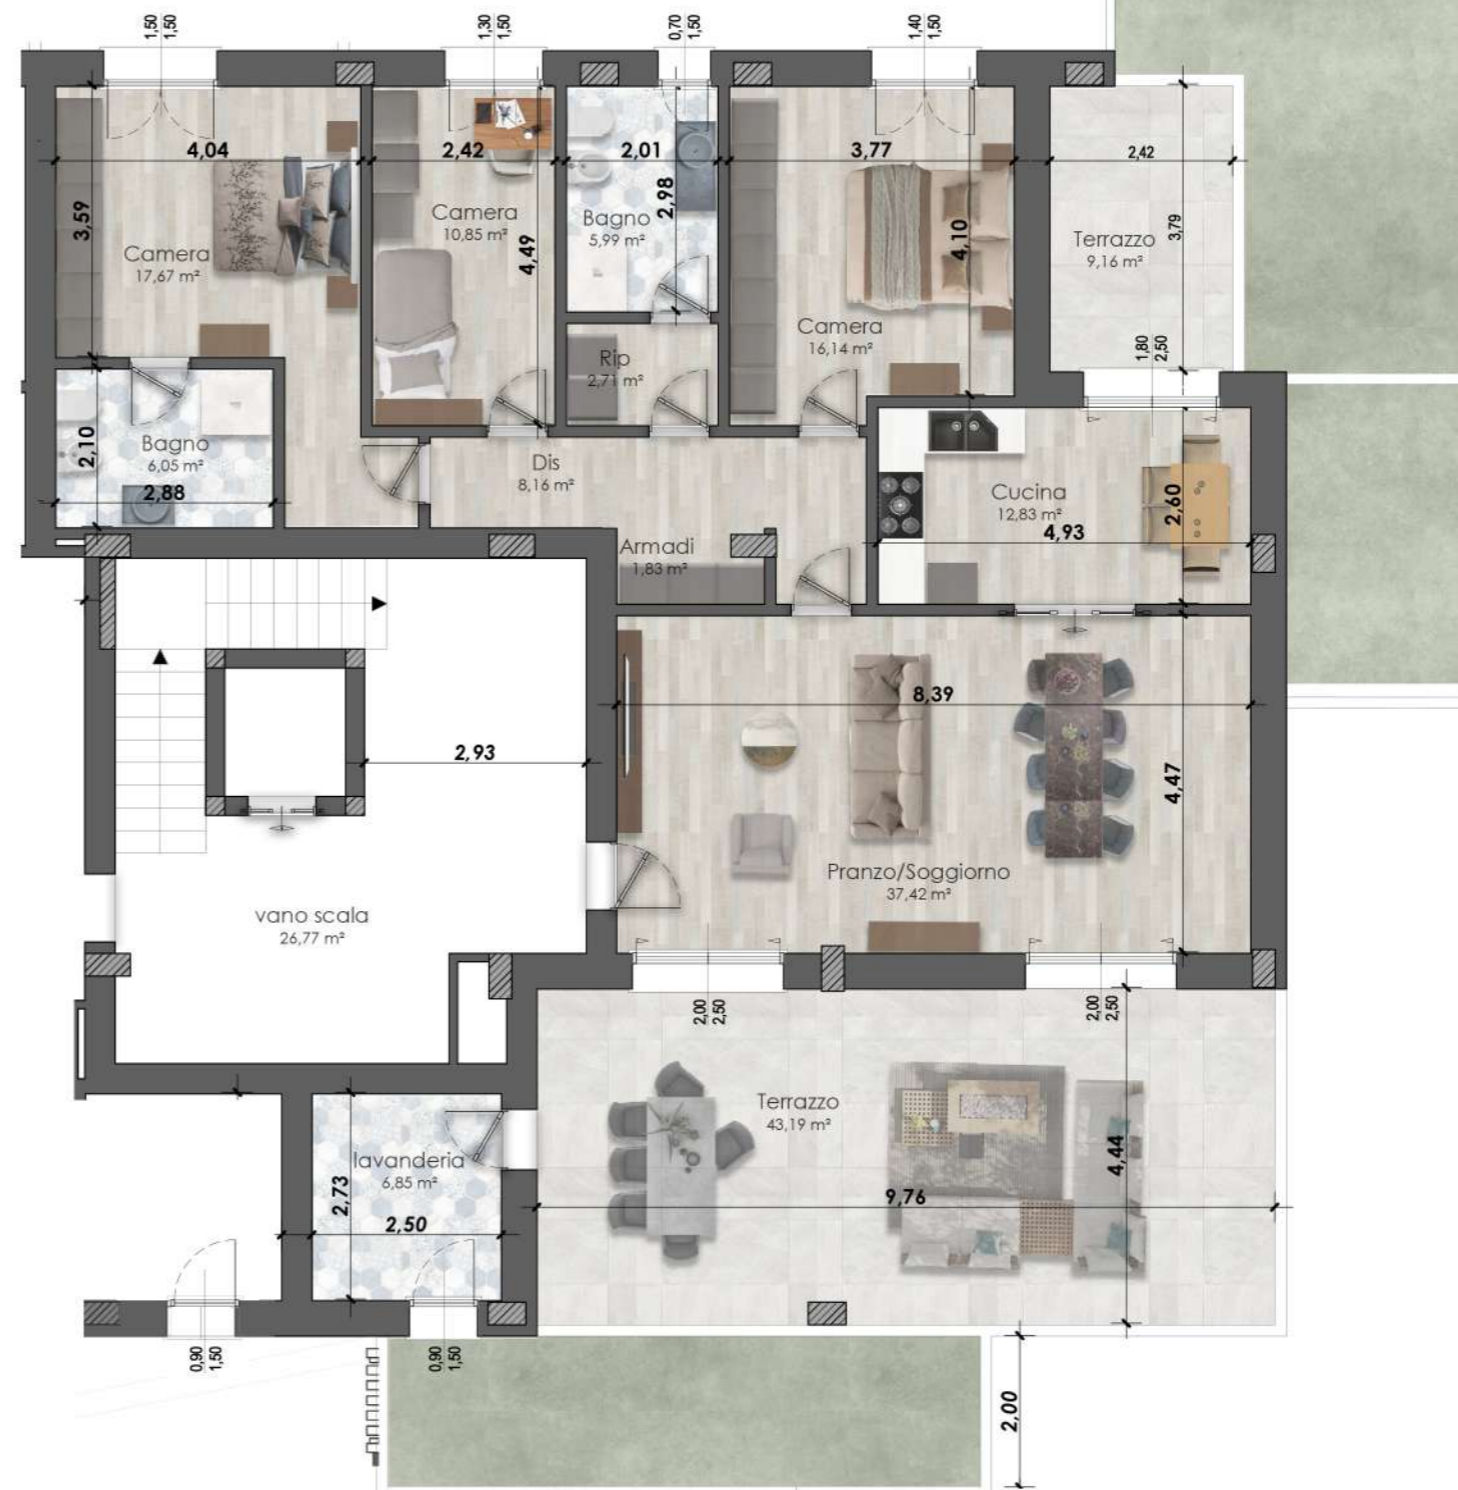 1,50
1,50
1,30
1,50
0,70
1,50
1,40
1,50
4,04
2,42
2,01
3,77
2,42
3,59
Camera
17,67 m²
Camera
10,85 m²
4,49
Bagno
5,99 m²
2,98
Camera
16,14 m²
4,10
Terrazzo
9,16 m²
3,79
1,80
2,50
Rip
2,71 m²
2,10
Bagno
6,05 m²
2,88
Dis
8,16 m²
Armadi
1,83 m²
Cucina
12,83 m²
4,93
2,60
2,93
8,39
4,47
Pranzo/Soggiorno
37,42 m²
vano scala
26,77 m²
2,00
2,50
2,00
2,50
Terrazzo
43,19 m²
4,44
9,76
lavanderia
6,85 m²
2,73
2,50
0,90
1,50
0,90
1,50
2,00